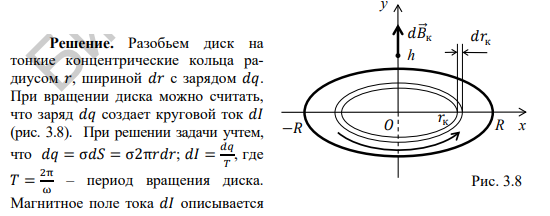 Решение. Разобьем диск на
тонкие концентрические кольца ра-
диусом r, шириной dr с зарядом dq.
При вращении диска можно считать,
что заряд dq создает круговой ток dI
(рис. 3.8). При решении задачи учтем,
что dq = σdS = σ2πrdr; dI = dq/T, где
T = 2π/ω – период вращения диска.
Магнитное поле тока dI описывается
y
dB⃗к
drк
h
rк
−R
O
R
x
Рис. 3.8